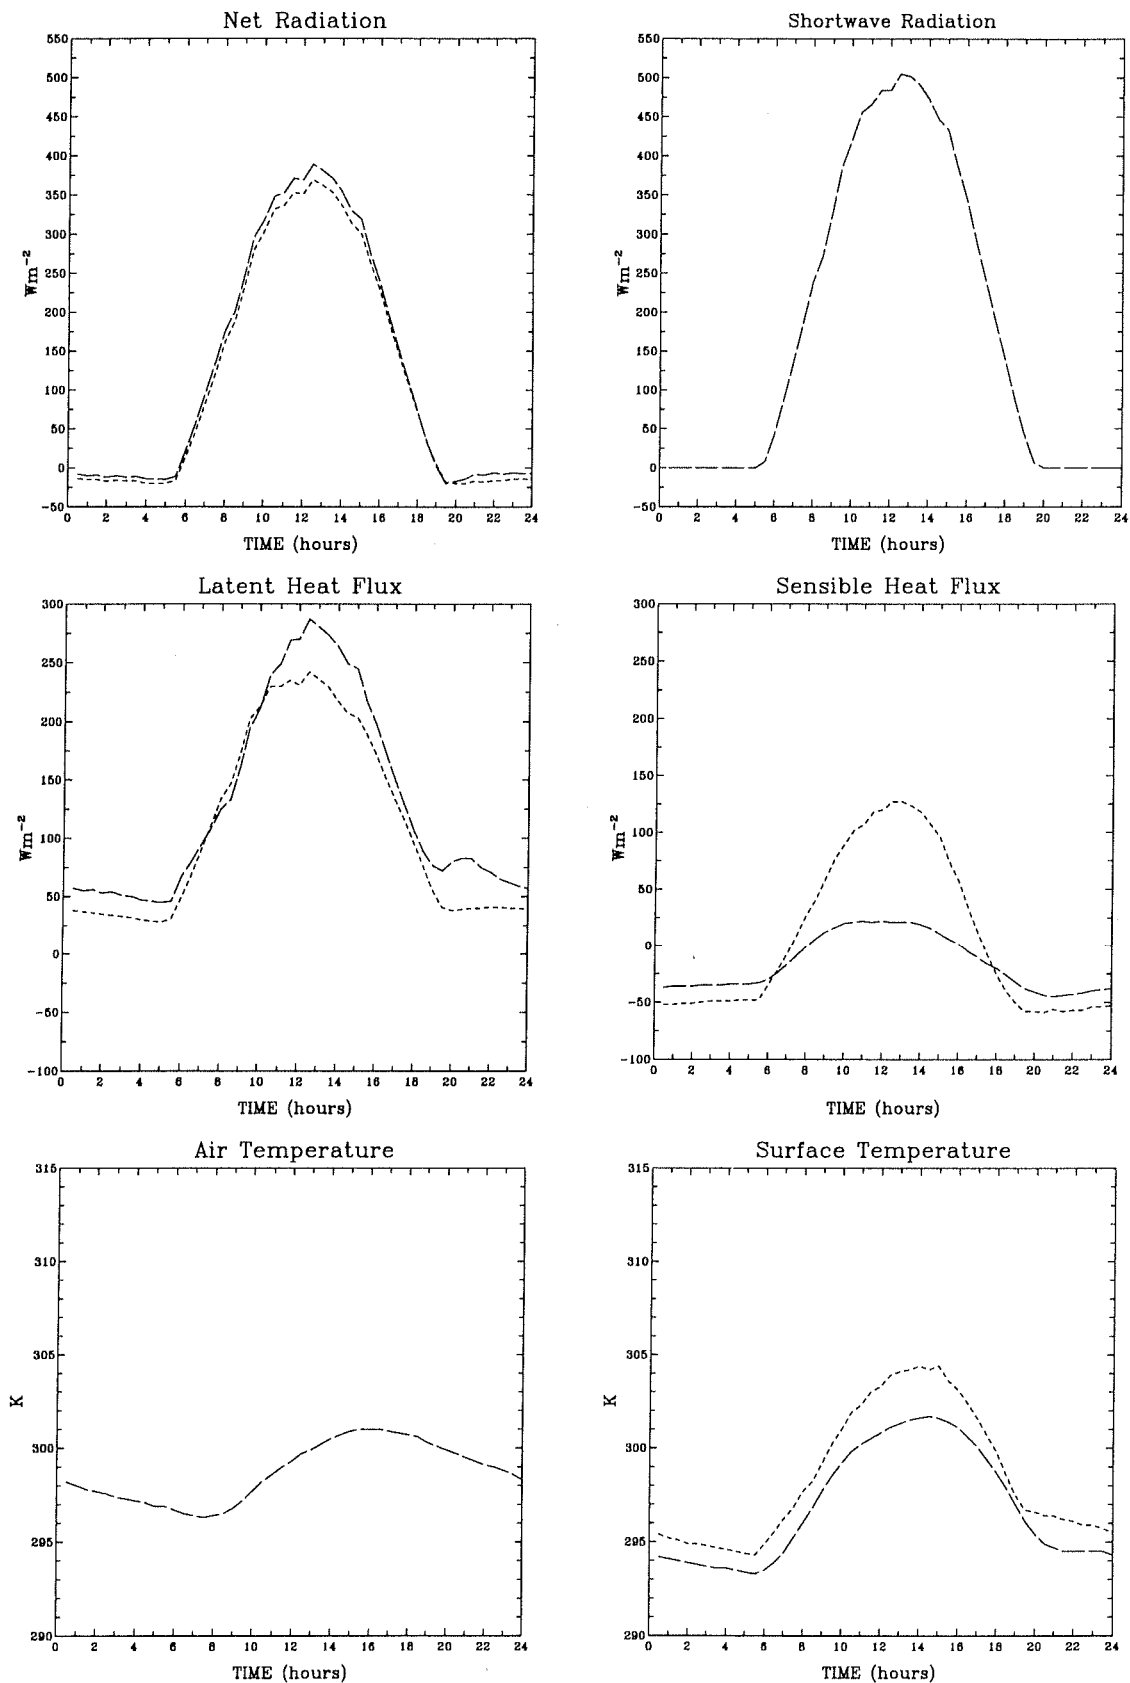 Net Radiation
550
500
450
400
350
300
250
200
150
100
50
0
-50
Wm⁻²
0 2 4 6 8 10 12 14 16 18 20 22 24
TIME (hours)
Shortwave Radiation
550
500
450
400
350
300
250
200
150
100
50
0
-50
Wm⁻²
0 2 4 6 8 10 12 14 16 18 20 22 24
TIME (hours)
Latent Heat Flux
300
250
200
150
100
50
0
-50
-100
Wm⁻²
0 2 4 6 8 10 12 14 16 18 20 22 24
TIME (hours)
Sensible Heat Flux
300
250
200
150
100
50
0
-50
-100
Wm⁻²
0 2 4 6 8 10 12 14 16 18 20 22 24
TIME (hours)
Air Temperature
315
310
305
300
295
290
K
0 2 4 6 8 10 12 14 16 18 20 22 24
TIME (hours)
Surface Temperature
315
310
305
300
295
290
K
0 2 4 6 8 10 12 14 16 18 20 22 24
TIME (hours)